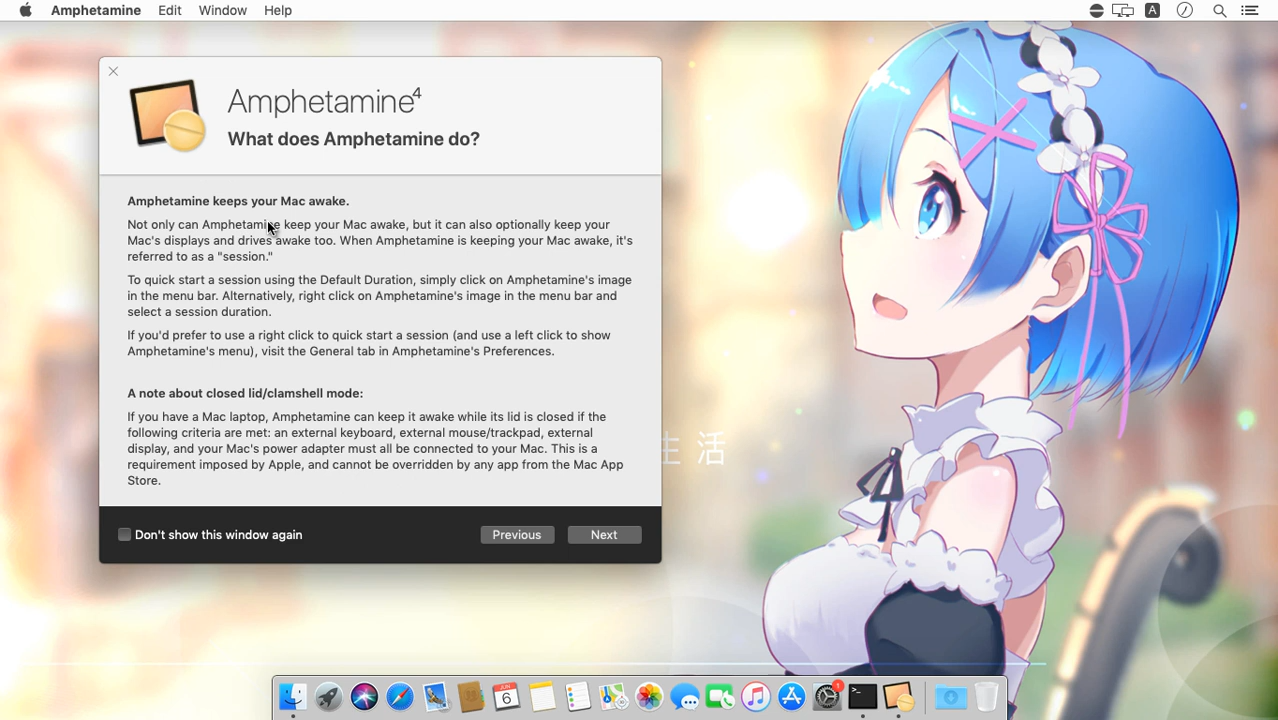 Amphetamine Edit Window Help
Amphetamine⁴
What does Amphetamine do?
Amphetamine keeps your Mac awake.
Not only can Amphetamine keep your Mac awake, but it can also optionally keep your
Mac's displays and drives awake too. When Amphetamine is keeping your Mac awake, it's
referred to as a "session."
To quick start a session using the Default Duration, simply click on Amphetamine's image
in the menu bar. Alternatively, right click on Amphetamine's image in the menu bar and
select a session duration.
If you'd prefer to use a right click to quick start a session (and use a left click to show
Amphetamine's menu), visit the General tab in Amphetamine's Preferences.
A note about closed lid/clamshell mode:
If you have a Mac laptop, Amphetamine can keep it awake while its lid is closed if the
following criteria are met: an external keyboard, external mouse/trackpad, external
display, and your Mac's power adapter must all be connected to your Mac. This is a
requirement imposed by Apple, and cannot be overridden by any app from the Mac App
Store.
生活
Don't show this window again
Previous
Next
JUN
6
1